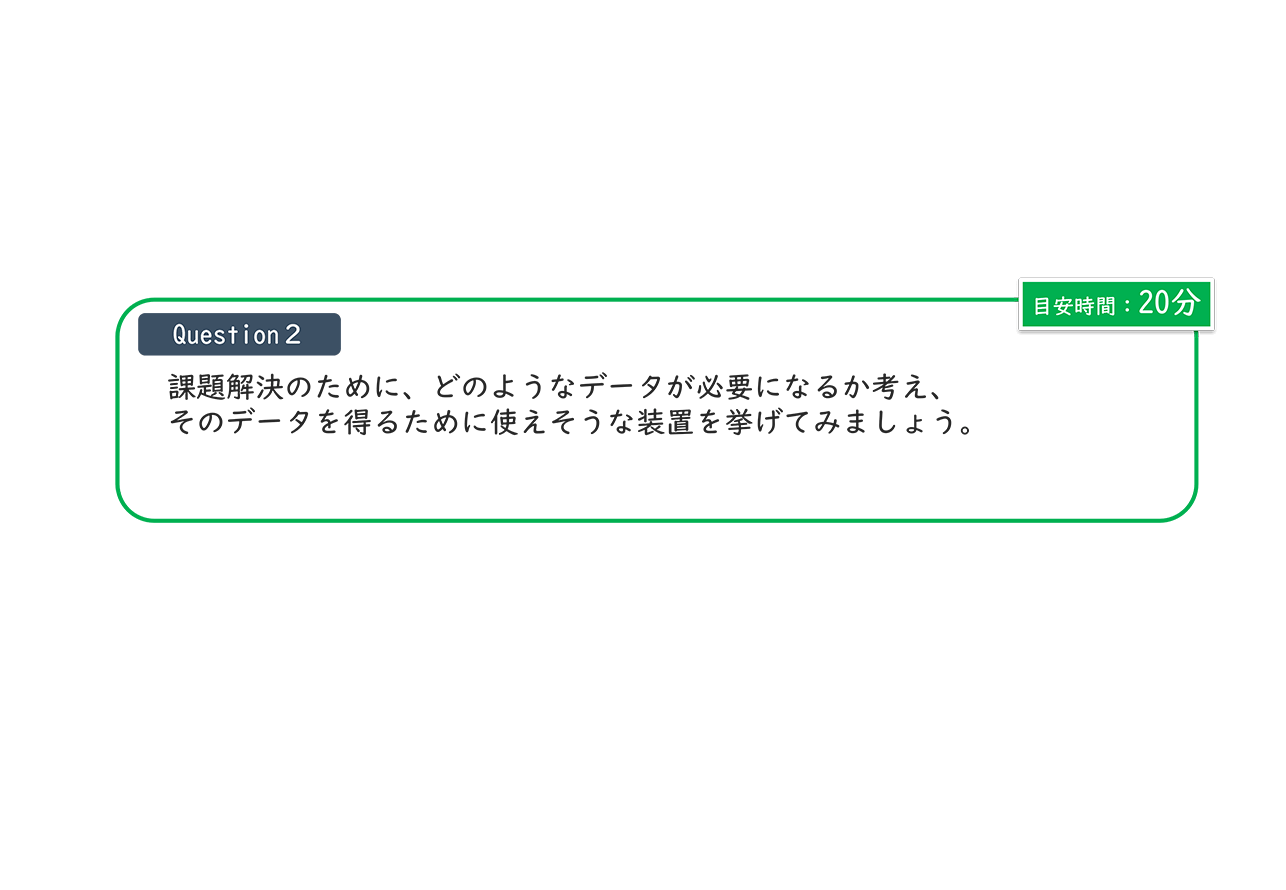 目安時間：20分
Question２
課題解決のために、どのようなデータが必要になるか考え、
そのデータを得るために使えそうな装置を挙げてみましょう。